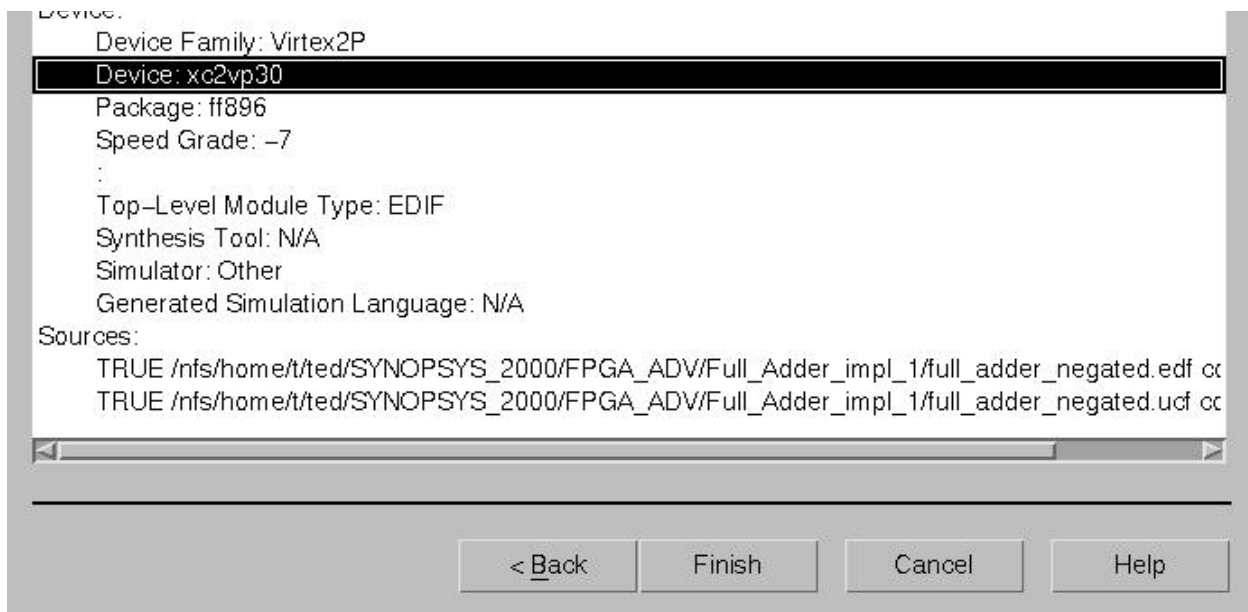 Device:
Device Family: Virtex2P
Device: xc2vp30
Package: ff896
Speed Grade: −7
:
Top−Level Module Type: EDIF
Synthesis Tool: N/A
Simulator: Other
Generated Simulation Language: N/A
Sources:
TRUE /nfs/home/t/ted/SYNOPSYS_2000/FPGA_ADV/Full_Adder_impl_1/full_adder_negated.edf
TRUE /nfs/home/t/ted/SYNOPSYS_2000/FPGA_ADV/Full_Adder_impl_1/full_adder_negated.ucf
< Back Finish Cancel Help